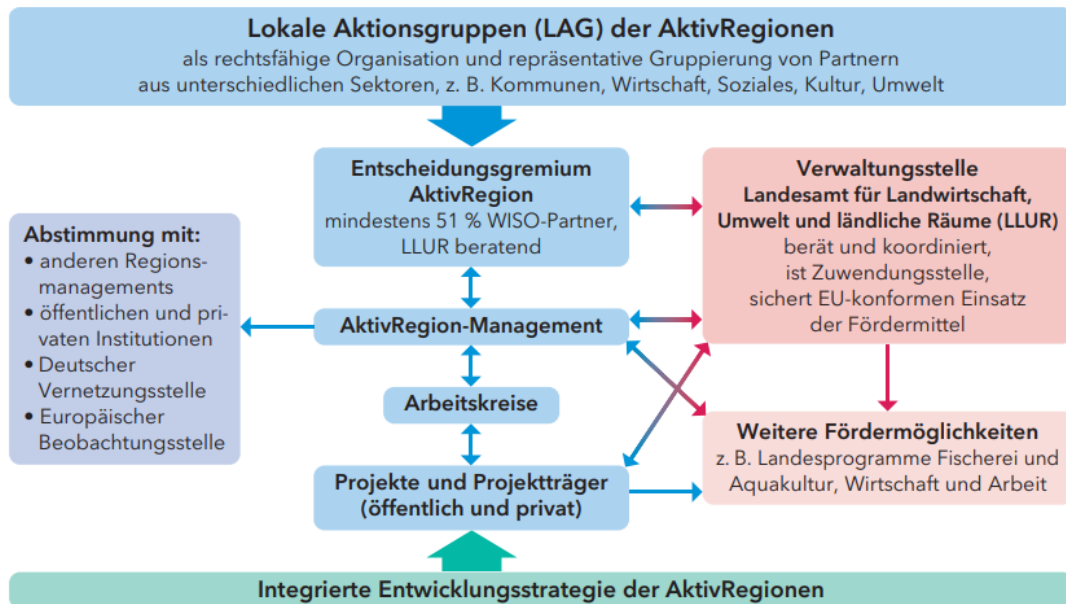 Lokale Aktionsgruppen (LAG) der AktivRegionen
als rechtsfähige Organisation und repräsentative Gruppierung von Partnern
aus unterschiedlichen Sektoren, z. B. Kommunen, Wirtschaft, Soziales, Kultur, Umwelt
Entscheidungsgremium
AktivRegion
mindestens 51 % WISO-Partner,
LLUR beratend
Verwaltungsstelle
Landesamt für Landwirtschaft,
Umwelt und ländliche Räume (LLUR)
berät und koordiniert,
ist Zuwendungsstelle,
sichert EU-konformen Einsatz
der Fördermittel
Abstimmung mit:
• anderen Regions-
managements
• öffentlichen und pri-
vaten Institutionen
• Deutscher
Vernetzungsstelle
• Europäischer
Beobachtungsstelle
AktivRegion-Management
Arbeitskreise
Weitere Fördermöglichkeiten
z. B. Landesprogramme Fischerei und
Aquakultur, Wirtschaft und Arbeit
Projekte und Projektträger
(öffentlich und privat)
Integrierte Entwicklungsstrategie der AktivRegionen